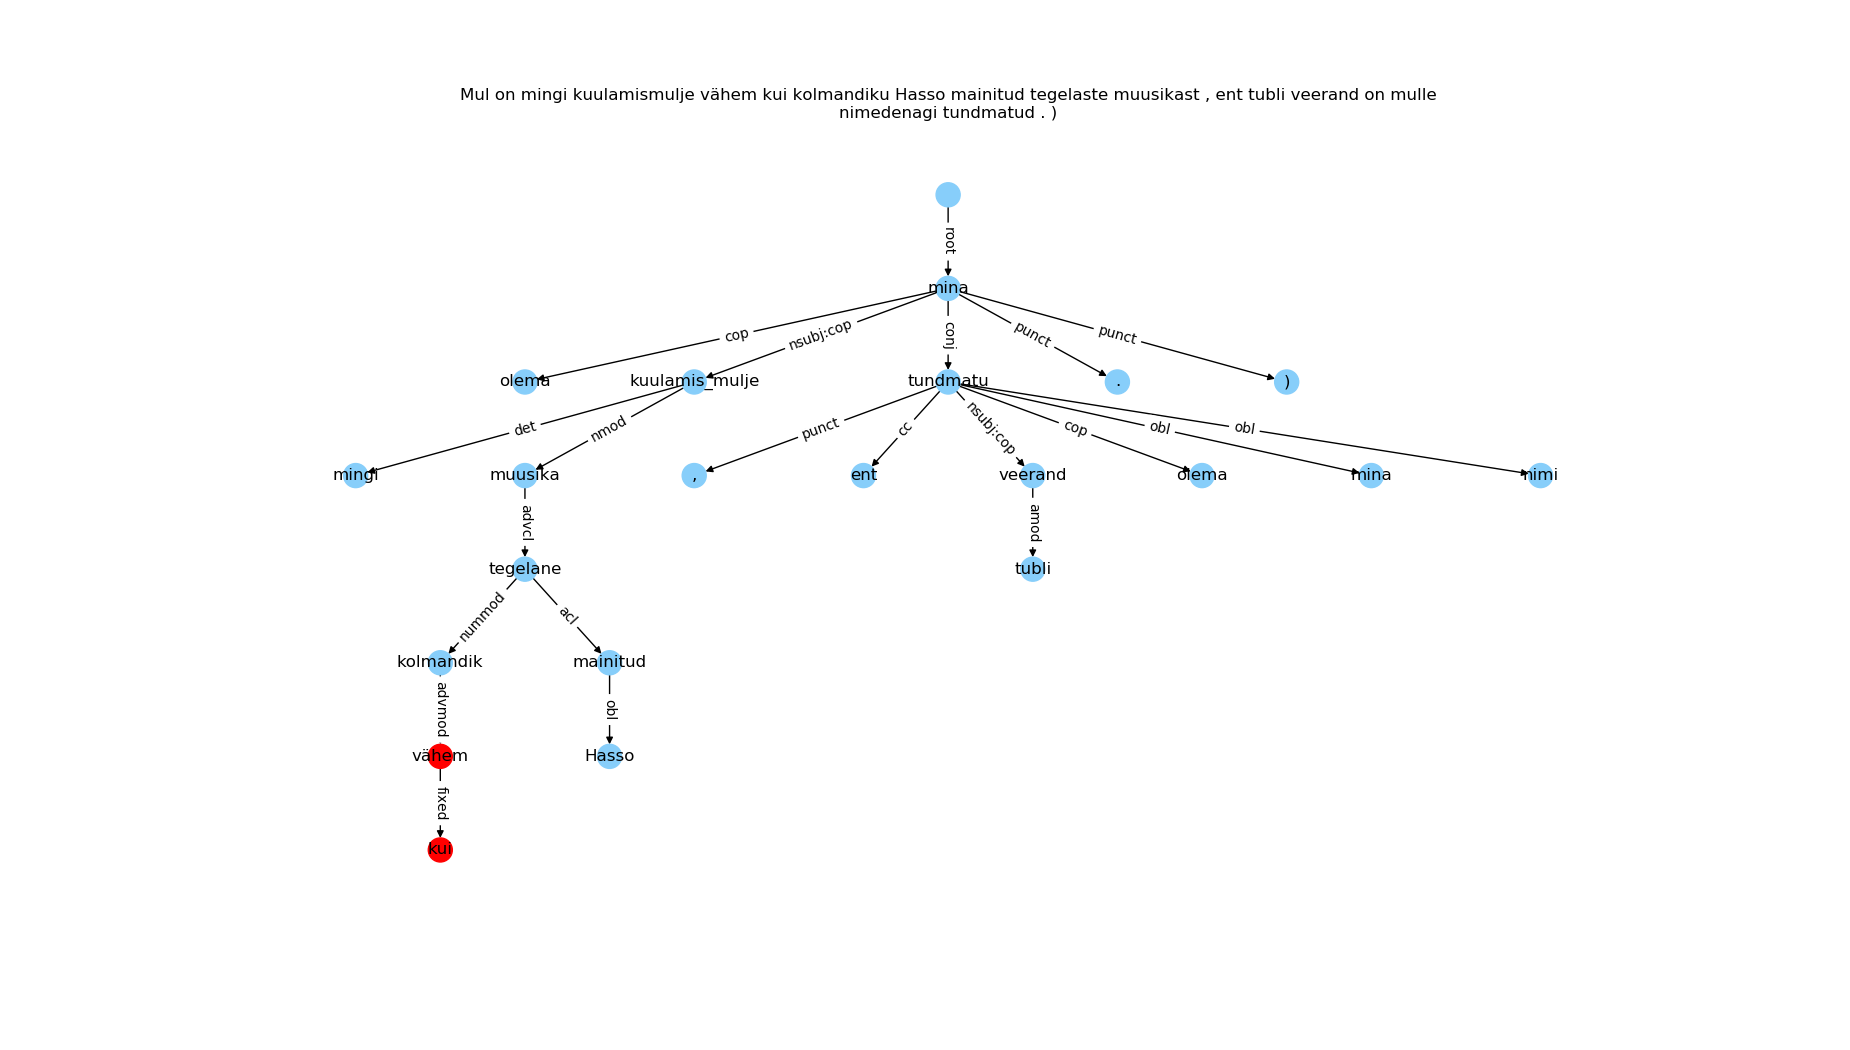 Mul on mingi kuulamismulje vähem kui kolmandiku Hasso mainitud tegelaste muusikast , ent tubli veerand on mulle
nimedenagi tundmatud . )
root
mina
cop nsubj:cop conj punct punct
olema kuulamis_mulje tundmatu . )
det nmod punct cc nsubj:cop cop obl obl
mingi muusika , ent veerand olema mina nimi
advcl amod
tegelane tubli
nummod acl
kolmandik mainitud
advmod obl
vähem Hasso
fixed
kui